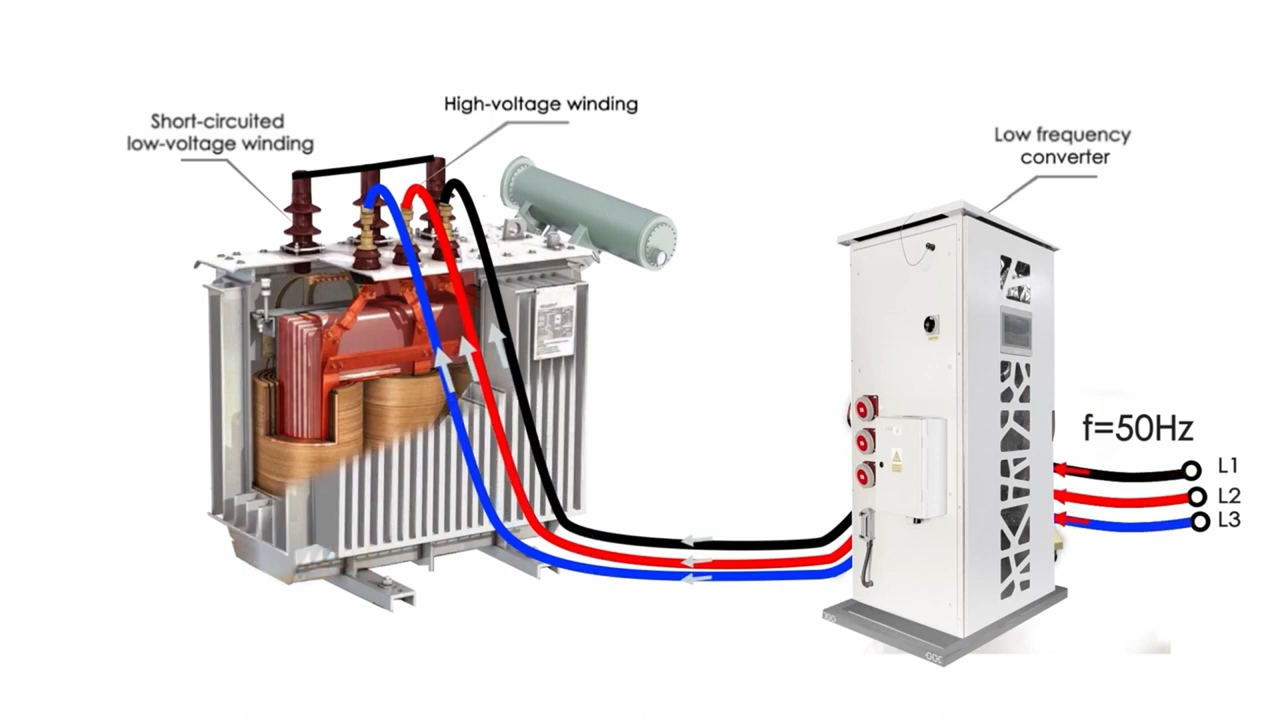 High-voltage winding
Short-circuited
low-voltage winding
Low frequency
converter
f=50Hz
L1
L2
L3